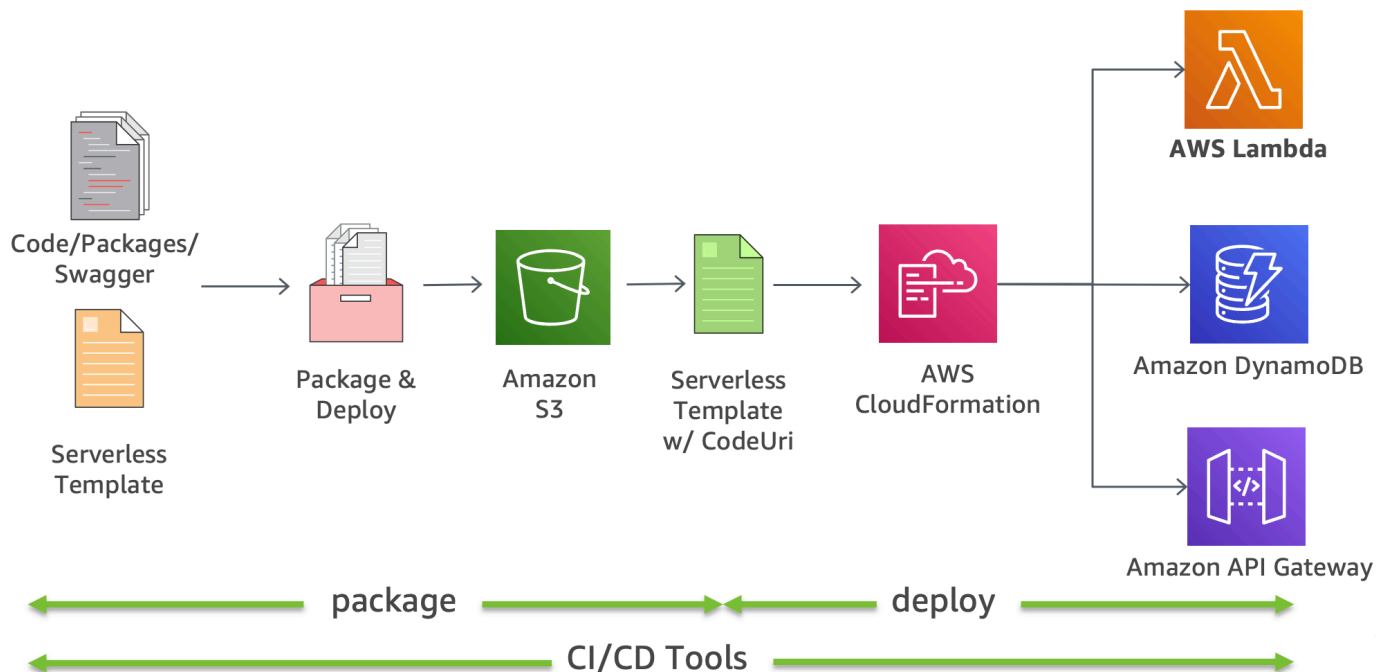 Code/Packages/
Swagger
Serverless
Template
Package &
Deploy
Amazon
S3
Serverless
Template
w/ CodeUri
AWS
CloudFormation
AWS Lambda
</>
Amazon DynamoDB
Amazon API Gateway
package
deploy
CI/CD Tools